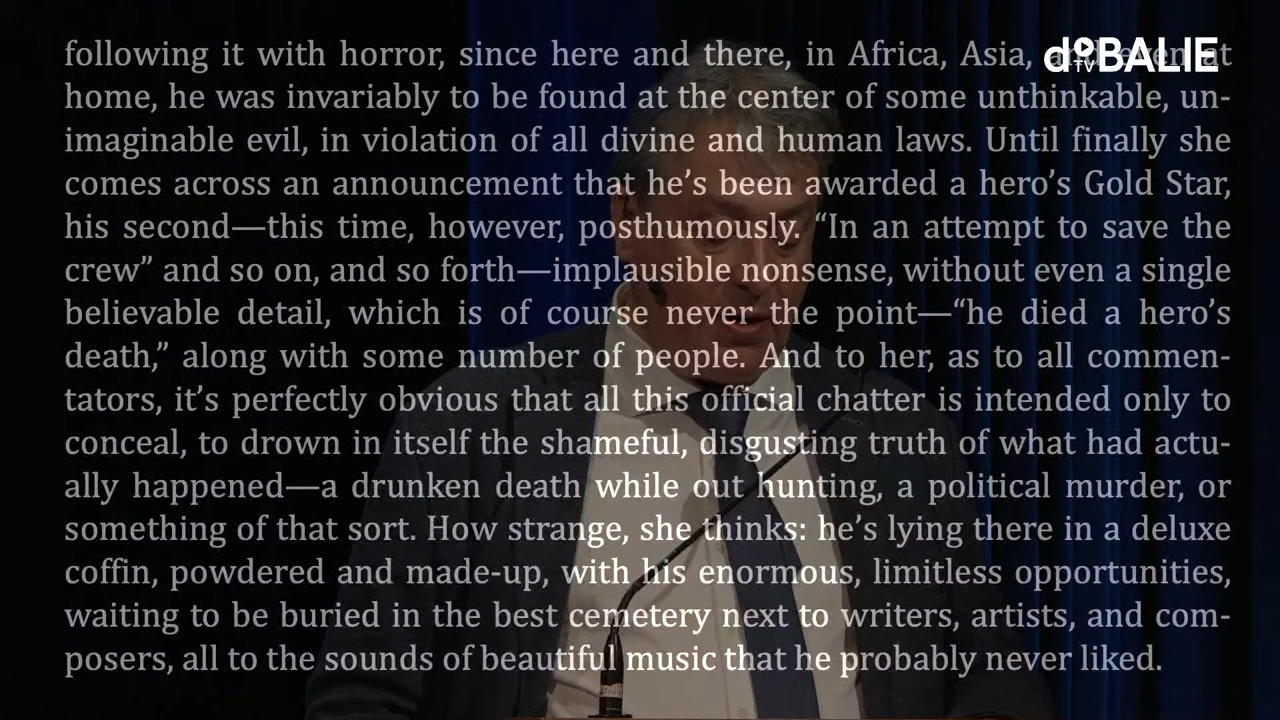 following it with horror, since here and there, in Africa, Asia, and even at
home, he was invariably to be found at the center of some unthinkable, un-
imaginable evil, in violation of all divine and human laws. Until finally she
comes across an announcement that he’s been awarded a hero’s Gold Star,
his second—this time, however, posthumously. “In an attempt to save the
crew” and so on, and so forth—implausible nonsense, without even a single
believable detail, which is of course never the point—“he died a hero’s
death,” along with some number of people. And to her, as to all commen-
tators, it’s perfectly obvious that all this official chatter is intended only to
conceal, to drown in itself the shameful, disgusting truth of what had actu-
ally happened—a drunken death while out hunting, a political murder, or
something of that sort. How strange, she thinks: he’s lying there in a deluxe
coffin, powdered and made-up, with his enormous, limitless opportunities,
waiting to be buried in the best cemetery next to writers, artists, and com-
posers, all to the sounds of beautiful music that he probably never liked.
de BALIE
TV